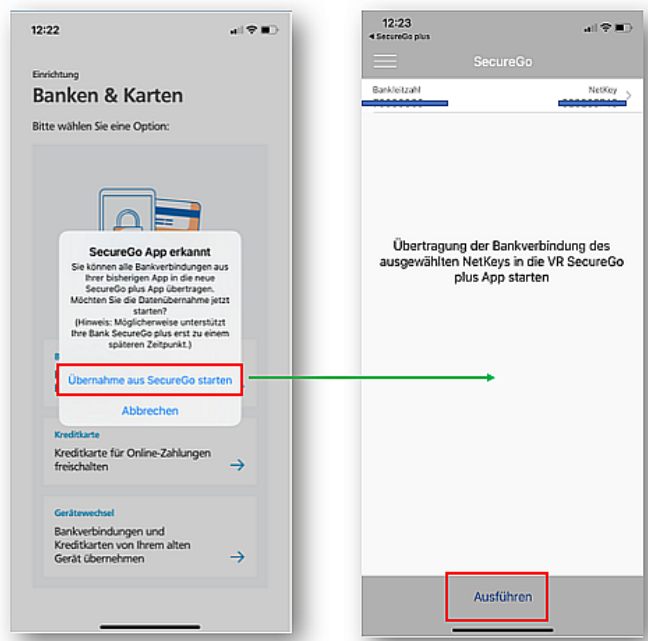 12:22
Einrichtung
Banken & Karten
Bitte wählen Sie eine Option:
SecureGo App erkannt
Sie können alle Bankverbindungen aus
Ihrer bisherigen App in die neue
SecureGo plus App übertragen.
Möchten Sie die Datenübernahme jetzt
starten?
(Hinweis: Möglicherweise unterstützt
Ihre Bank SecureGo plus erst zu einem
späteren Zeitpunkt.)
Übernahme aus SecureGo starten
Abbrechen
Kreditkarte
Kreditkarte für Online-Zahlungen
freischalten
Gerätewechsel
Bankverbindungen und
Kreditkarten von Ihrem alten
Gerät übernehmen
12:23
SecureGo plus
SecureGo
Bankleitzahl
NetKey
Übertragung der Bankverbindung des
ausgewählten NetKeys in die VR SecureGo
plus App starten
Ausführen